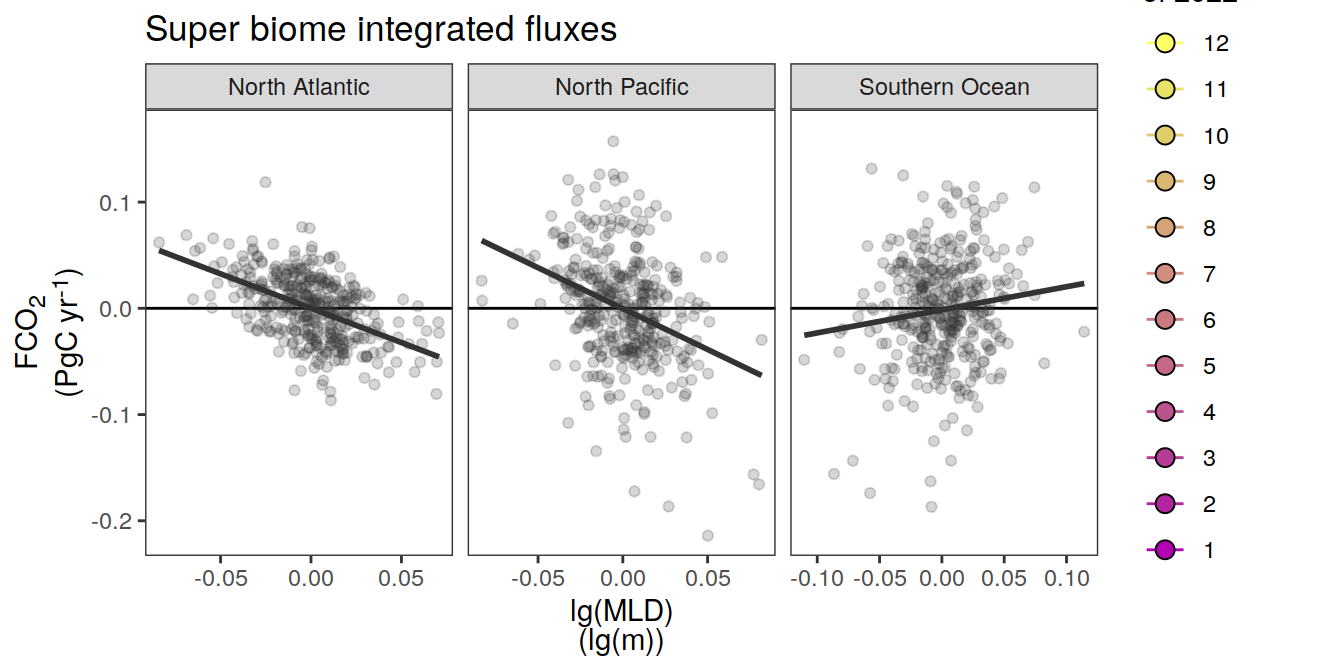 Super biome integrated fluxes
North Atlantic
North Pacific
Southern Ocean
FCO₂
(PgC yr⁻¹)
0.1
0.0
-0.1
-0.2
-0.05 0.00 0.05
-0.05 0.00 0.05
-0.10 -0.05 0.00 0.05 0.10
lg(MLD)
(lg(m))
12
11
10
9
8
7
6
5
4
3
2
1